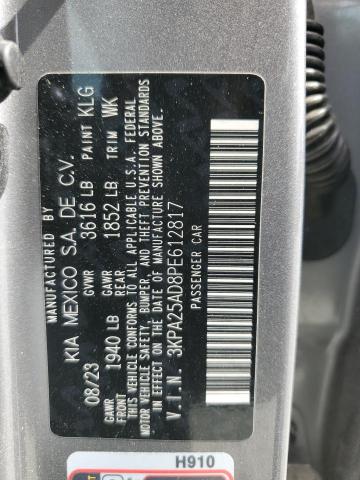 MANUFACTURED BY
KIA MEXICO S.A. DE C.V.
08/23 GVWR 3616 LB PAINT KLG
GAWR FRONT 1940 LB GAWR REAR 1852 LB TRIM WK
THIS VEHICLE CONFORMS TO ALL APPLICABLE U.S.A. FEDERAL
MOTOR VEHICLE SAFETY, BUMPER, AND THEFT PREVENTION STANDARDS
IN EFFECT ON THE DATE OF MANUFACTURE SHOWN ABOVE.
V.I.N. 3KPA25AD8PE612817
PASSENGER CAR
H910